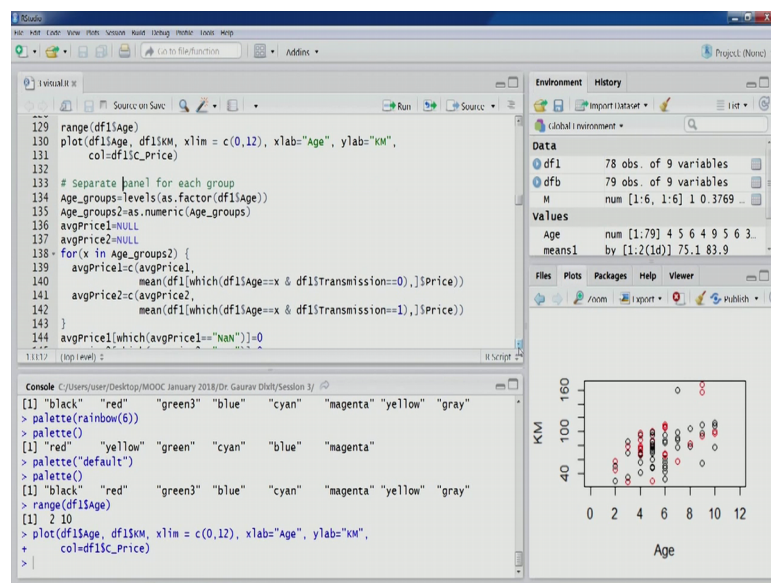 RStudio
File Edit Code View Plots Session Build Debug Profile Tools Help
Go to file/function
Addins
Project: (None)
Source on Save
Run
Source
129 range(df1$Age)
130 plot(df1$Age, df1$KM, xlim = c(0,12), xlab="Age", ylab="KM",
131 col=df1$C_Price)
132
133 # Separate panel for each group
134 Age_groups=levels(as.factor(df1$Age))
135 Age_groups2=as.numeric(Age_groups)
136 avgPrice1=NULL
137 avgPrice2=NULL
138 for(x in Age_groups2) {
139 avgPrice1=c(avgPrice1,
140 mean(df1[which(df1$Age==x & df1$Transmission==0),]$Price))
141 avgPrice2=c(avgPrice2,
142 mean(df1[which(df1$Age==x & df1$Transmission==1),]$Price))
143 }
144 avgPrice1[which(avgPrice1=="NaN")]=0
(Top Level)
R Script
Console C:/Users/user/Desktop/MOOC January 2018/Dr. Gaurav Dixit/Session 3/
[1] "black" "red" "green3" "blue" "cyan" "magenta" "yellow" "gray"
> palette(rainbow(6))
> palette()
[1] "red" "yellow" "green" "cyan" "blue" "magenta"
> palette("default")
> palette()
[1] "black" "red" "green3" "blue" "cyan" "magenta" "yellow" "gray"
> range(df1$Age)
[1] 2 10
> plot(df1$Age, df1$KM, xlim = c(0,12), xlab="Age", ylab="KM",
+ col=df1$C_Price)
>
Environment History
Import Dataset
List
Global Environment
Data
df1 78 obs. of 9 variables
dfb 79 obs. of 9 variables
M num [1:6, 1:6] 1 0.3769 ...
Values
Age num [1:79] 4 5 6 4 9 5 6 3...
means1 by [1:2(1d)] 75.1 83.9
Files Plots Packages Help Viewer
Zoom Export Publish
KM
160
100
40
0 2 4 6 8 10 12
Age